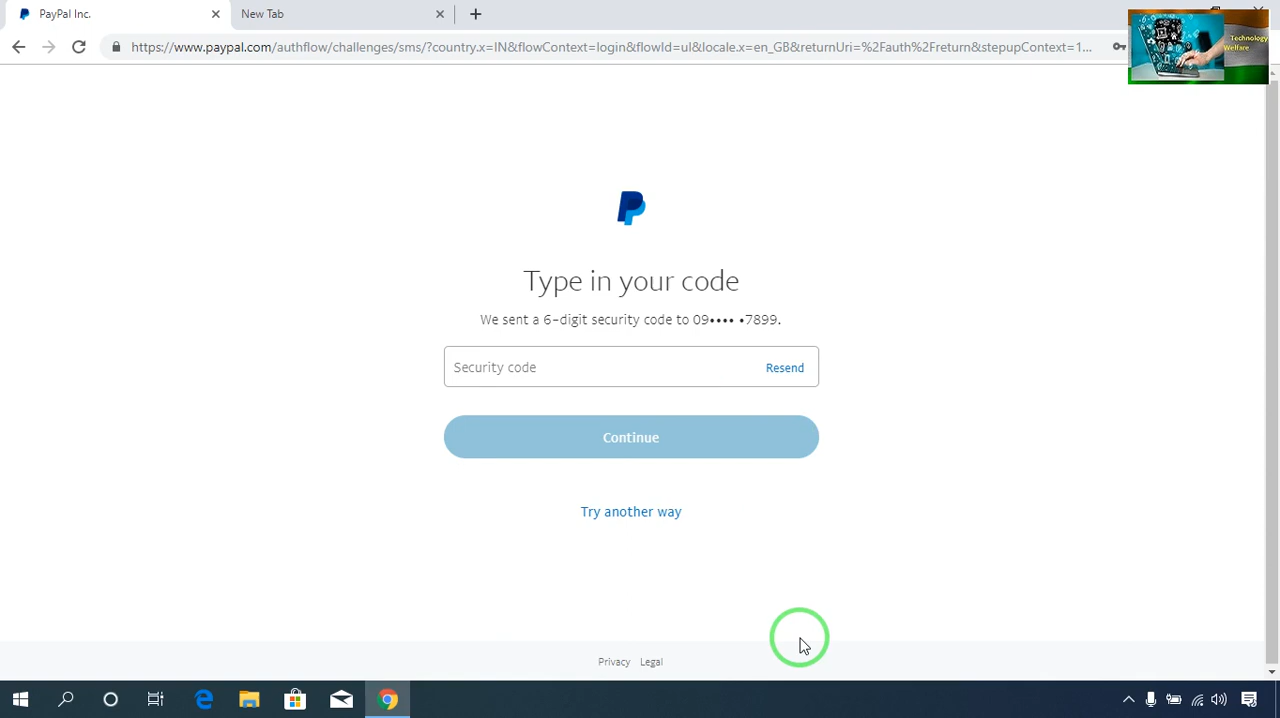 PayPal Inc.
New Tab
https://www.paypal.com/authflow/challenges/sms/?country.x=IN&flowContext=login&flowId=ul&locale.x=en_GB&returnUri=%2Fauth%2Freturn&stepupContext=1...
Technology
Welfare
Type in your code
We sent a 6-digit security code to 09•••• •7899.
Security code
Resend
Continue
Try another way
Privacy Legal